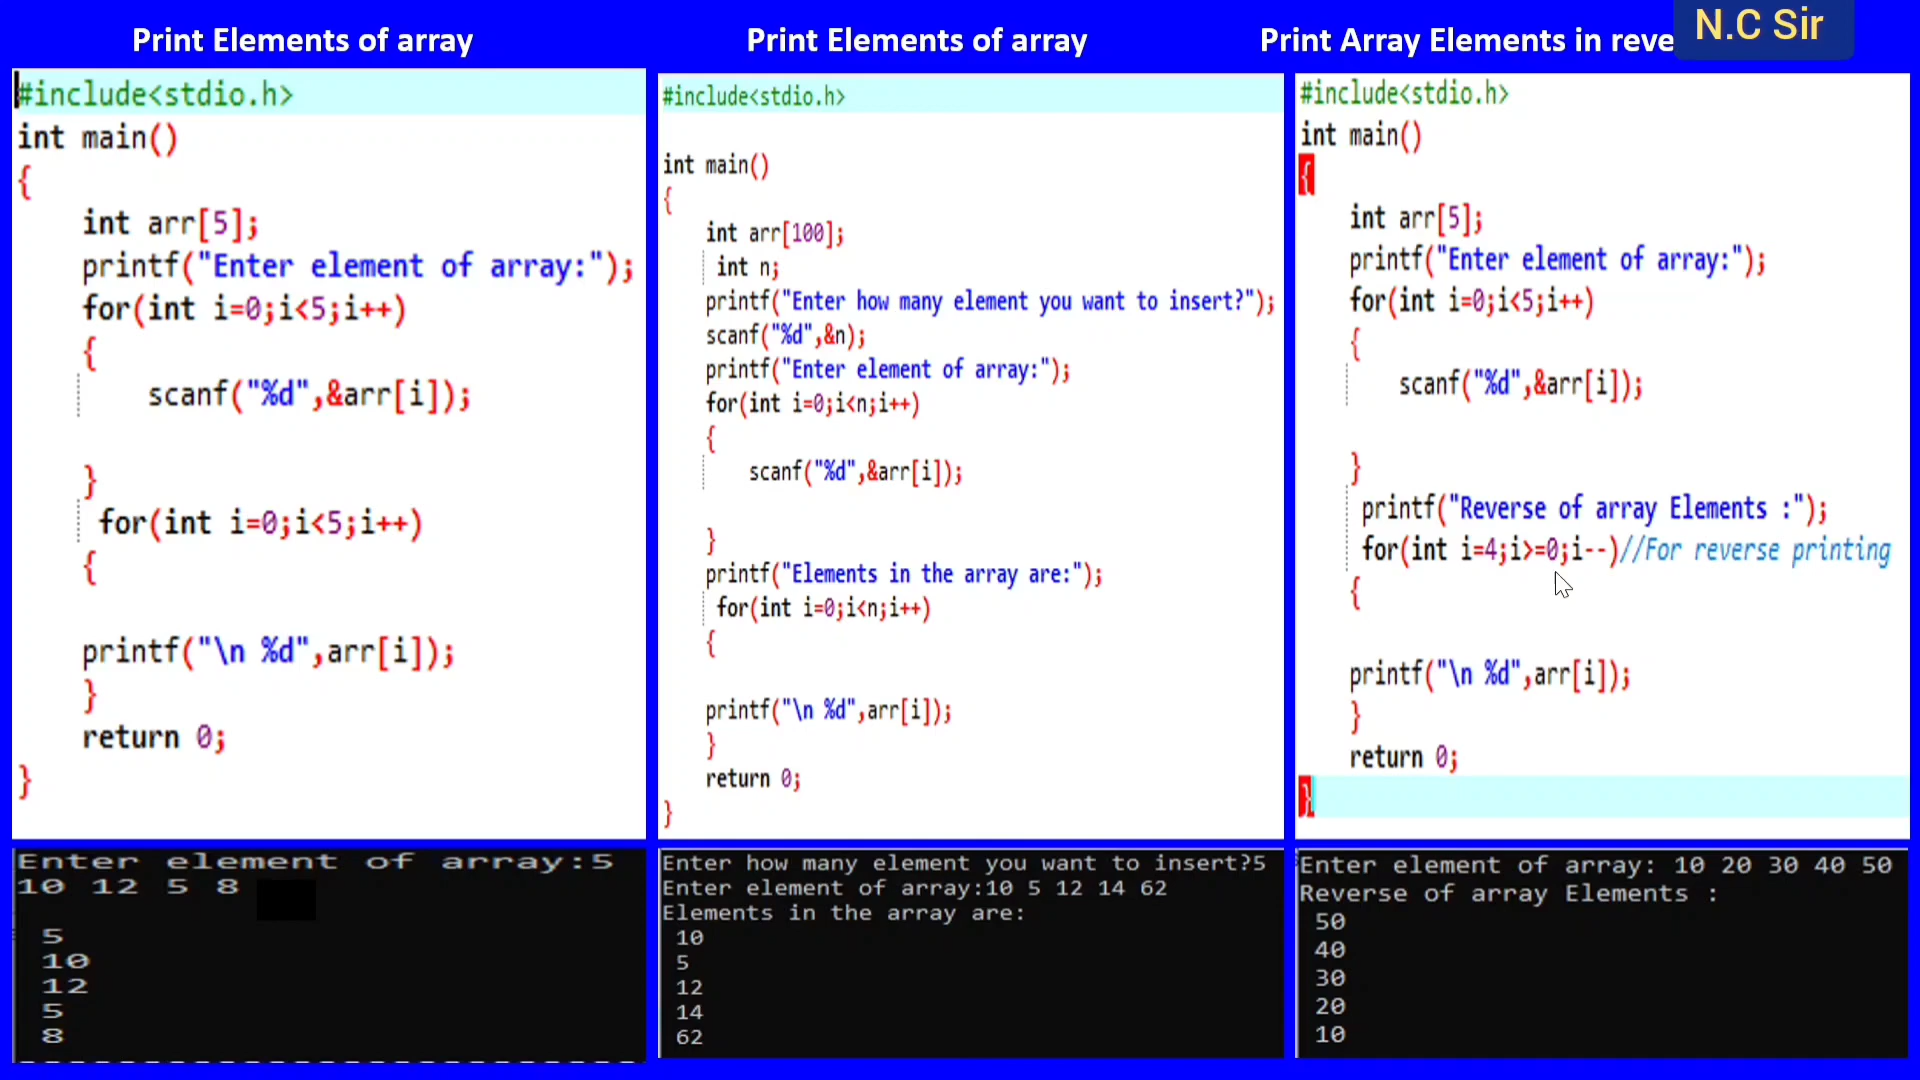 Print Elements of array
#include<stdio.h>
int main()
{
int arr[5];
printf("Enter element of array:");
for(int i=0;i<5;i++)
{
scanf("%d",&arr[i]);
}
for(int i=0;i<5;i++)
{
printf("\n %d",arr[i]);
}
return 0;
}
Enter element of array:5
10 12 5 8
5
10
12
5
8
Print Elements of array
#include<stdio.h>
int main()
{
int arr[100];
int n;
printf("Enter how many element you want to insert?");
scanf("%d",&n);
printf("Enter element of array:");
for(int i=0;i<n;i++)
{
scanf("%d",&arr[i]);
}
printf("Elements in the array are:");
for(int i=0;i<n;i++)
{
printf("\n %d",arr[i]);
}
return 0;
}
Enter how many element you want to insert?5
Enter element of array:10 5 12 14 62
Elements in the array are:
10
5
12
14
62
Print Array Elements in reve
N.C Sir
#include<stdio.h>
int main()
{
int arr[5];
printf("Enter element of array:");
for(int i=0;i<5;i++)
{
scanf("%d",&arr[i]);
}
printf("Reverse of array Elements :");
for(int i=4;i>=0;i--)//For reverse printing
{
printf("\n %d",arr[i]);
}
return 0;
}
Enter element of array: 10 20 30 40 50
Reverse of array Elements :
50
40
30
20
10